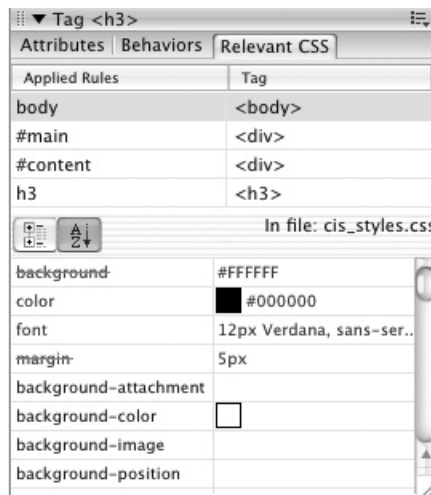 Tag <h3>
Attributes Behaviors Relevant CSS
Applied Rules Tag
body <body>
#main <div>
#content <div>
h3 <h3>
In file: cis_styles.css
background #FFFFFF
color #000000
font 12px Verdana, sans-ser..
margin 5px
background-attachment
background-color
background-image
background-position